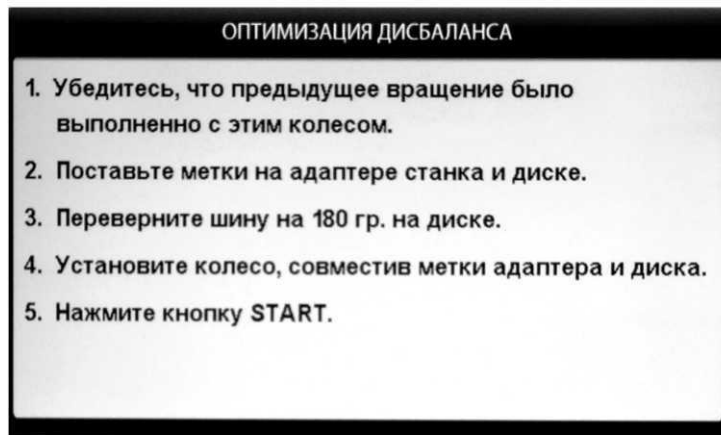 ОПТИМИЗАЦИЯ ДИСБАЛАНСА
1. Убедитесь, что предыдущее вращение было
выполненно с этим колесом.
2. Поставьте метки на адаптере станка и диске.
3. Переверните шину на 180 гр. на диске.
4. Установите колесо, совместив метки адаптера и диска.
5. Нажмите кнопку START.